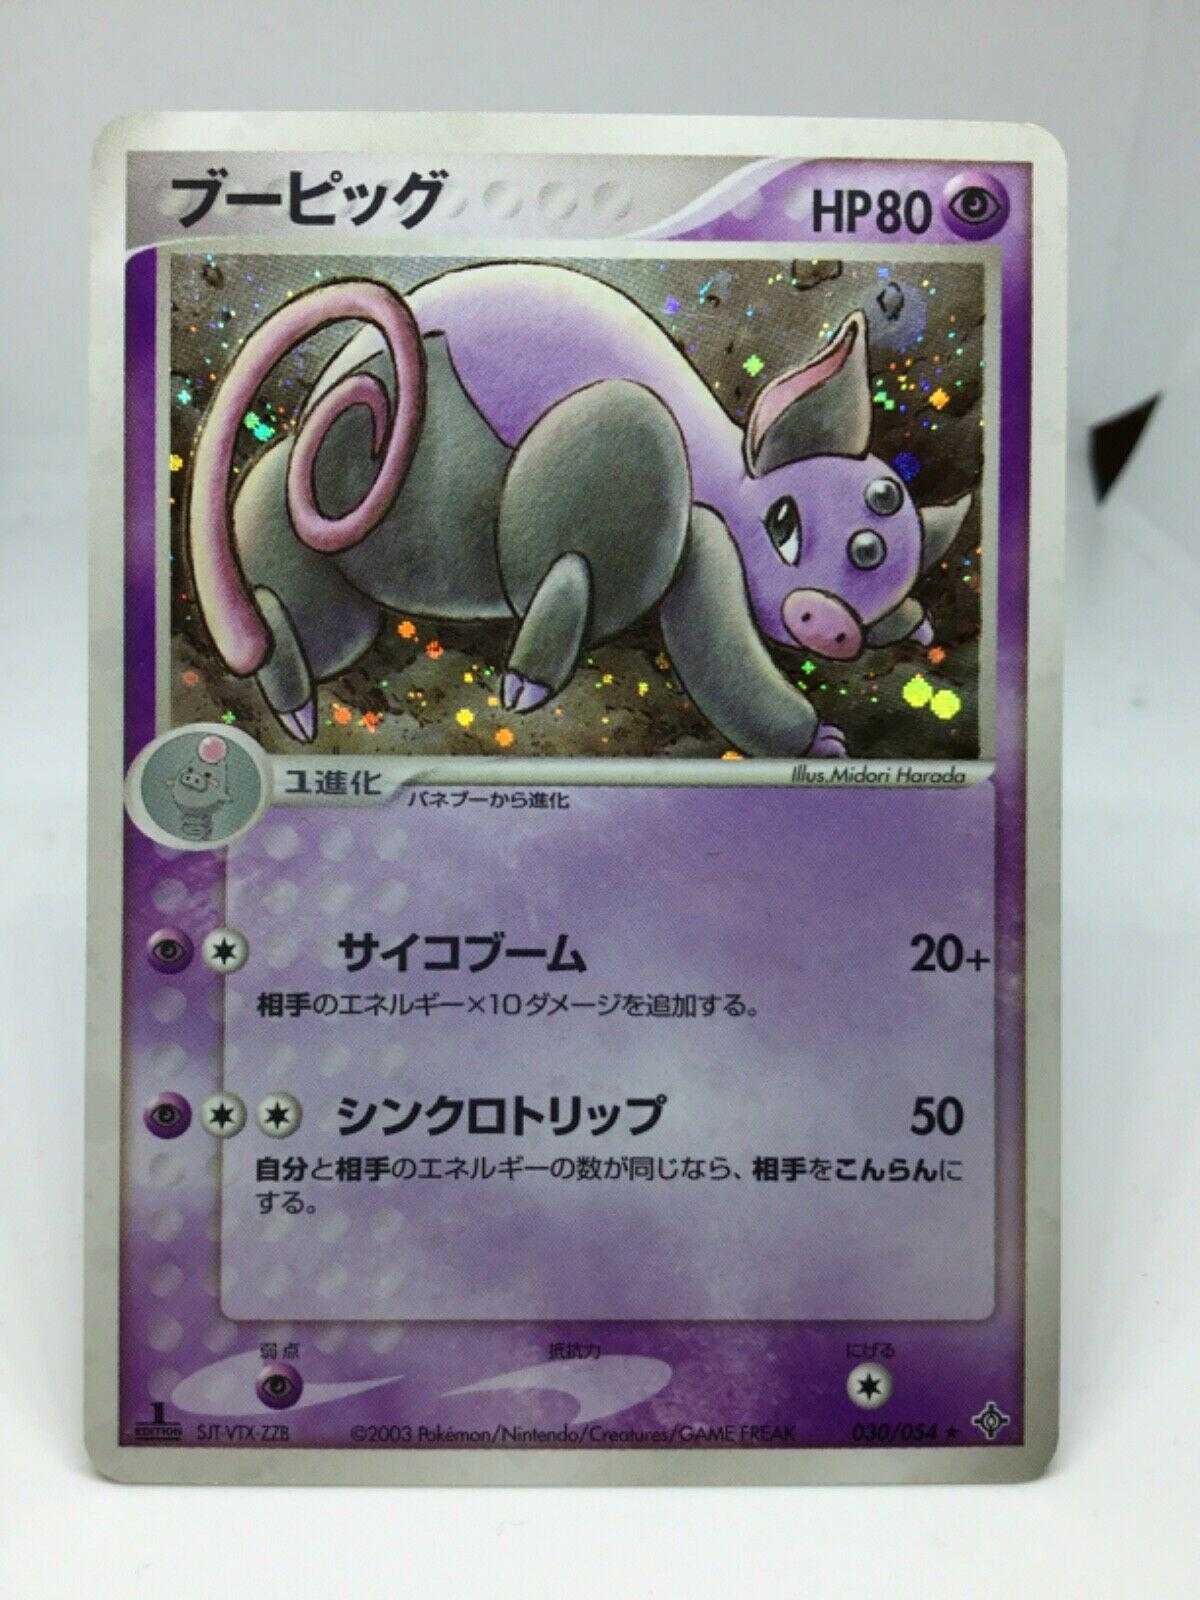 ブーピッグ
HP80
Illus.Midori Harada
1進化
バネブーから進化
サイコブーム 20+
相手のエネルギー×10ダメージを追加する。
シンクロトリップ 50
自分と相手のエネルギーの数が同じなら、相手をこんらんに
する。
弱点 抵抗力 にげる
1 EDITION SJT-VTX-ZZB ©2003 Pokémon/Nintendo/Creatures/GAME FREAK 030/054 ★